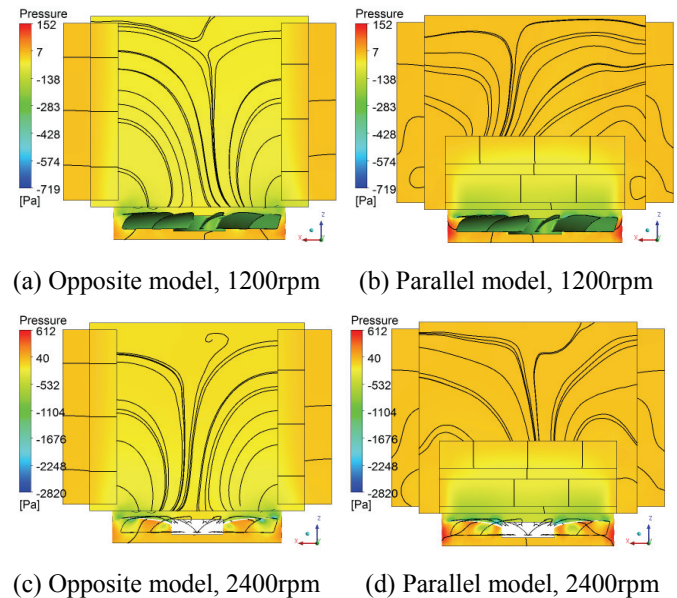 Pressure
152
7
-138
-283
-428
-574
-719
[Pa]
z
x
Pressure
152
7
-138
-283
-428
-574
-719
[Pa]
z
x
(a) Opposite model, 1200rpm
(b) Parallel model, 1200rpm
Pressure
612
40
-532
-1104
-1676
-2248
-2820
[Pa]
z
x
Pressure
612
40
-532
-1104
-1676
-2248
-2820
[Pa]
z
x
(c) Opposite model, 2400rpm
(d) Parallel model, 2400rpm